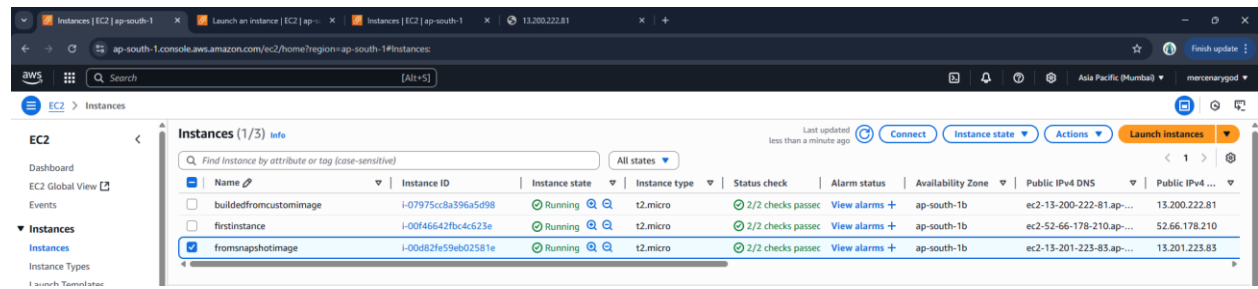 Instances | EC2 | ap-south-1 Launch an instance | EC2 | ap-s Instances | EC2 | ap-south-1 13.200.222.81
ap-south-1.console.aws.amazon.com/ec2/home?region=ap-south-1#Instances: Finish update
aws Search [Alt+S] Asia Pacific (Mumbai) mercenarygod
EC2 > Instances
EC2
Dashboard
EC2 Global View
Events
Instances
Instances
Instance Types
Launch Templates
Instances (1/3) Info Last updated less than a minute ago Connect Instance state Actions Launch instances
Find Instance by attribute or tag (case-sensitive) All states 1
Name Instance ID Instance state Instance type Status check Alarm status Availability Zone Public IPv4 DNS Public IPv4 ...
buildedfromcustomimage i-07975cc8a396a5d98 Running t2.micro 2/2 checks passec View alarms + ap-south-1b ec2-13-200-222-81.ap-... 13.200.222.81
firstinstance i-00f46642fbc4c623e Running t2.micro 2/2 checks passec View alarms + ap-south-1b ec2-52-66-178-210.ap-... 52.66.178.210
fromsnapshotimage i-00d82fe59eb02581e Running t2.micro 2/2 checks passec View alarms + ap-south-1b ec2-13-201-223-83.ap-... 13.201.223.83